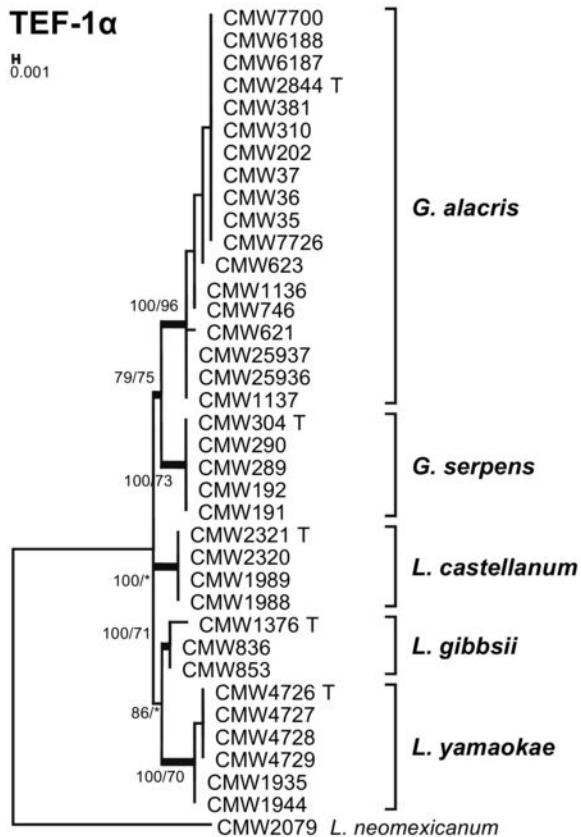 TEF-1α
0.001
CMW7700
CMW6188
CMW6187
CMW2844 T
CMW381
CMW310
CMW202
CMW37
CMW36
CMW35
CMW7726
CMW623
CMW1136
CMW746
CMW621
CMW25937
CMW25936
CMW1137
G. alacris
100/96
79/75
CMW304 T
CMW290
CMW289
CMW192
CMW191
G. serpens
100/73
CMW2321 T
CMW2320
CMW1989
CMW1988
L. castellanum
100/*
CMW1376 T
CMW836
CMW853
L. gibbsii
100/71
86/*
CMW4726 T
CMW4727
CMW4728
CMW4729
CMW1935
CMW1944
L. yamaokae
100/70
CMW2079 L. neomexicanum